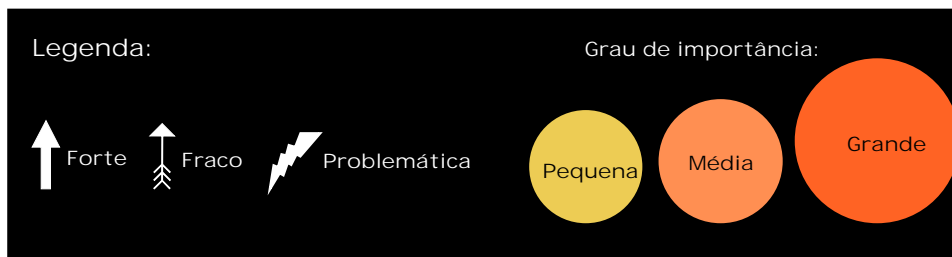 Legenda:
Grau de importância:
Forte
Fraco
Problemática
Pequena
Média
Grande